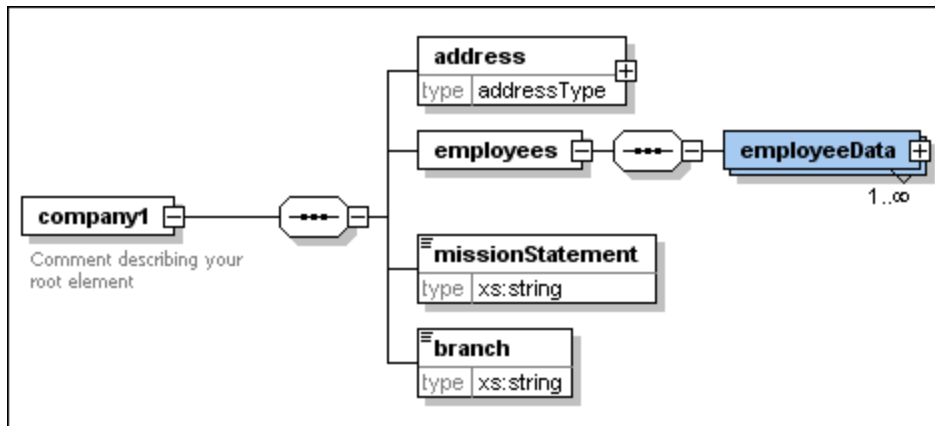 address
type addressType
employees
employeeData
1..∞
company1
Comment describing your
root element
missionStatement
type xs:string
branch
type xs:string